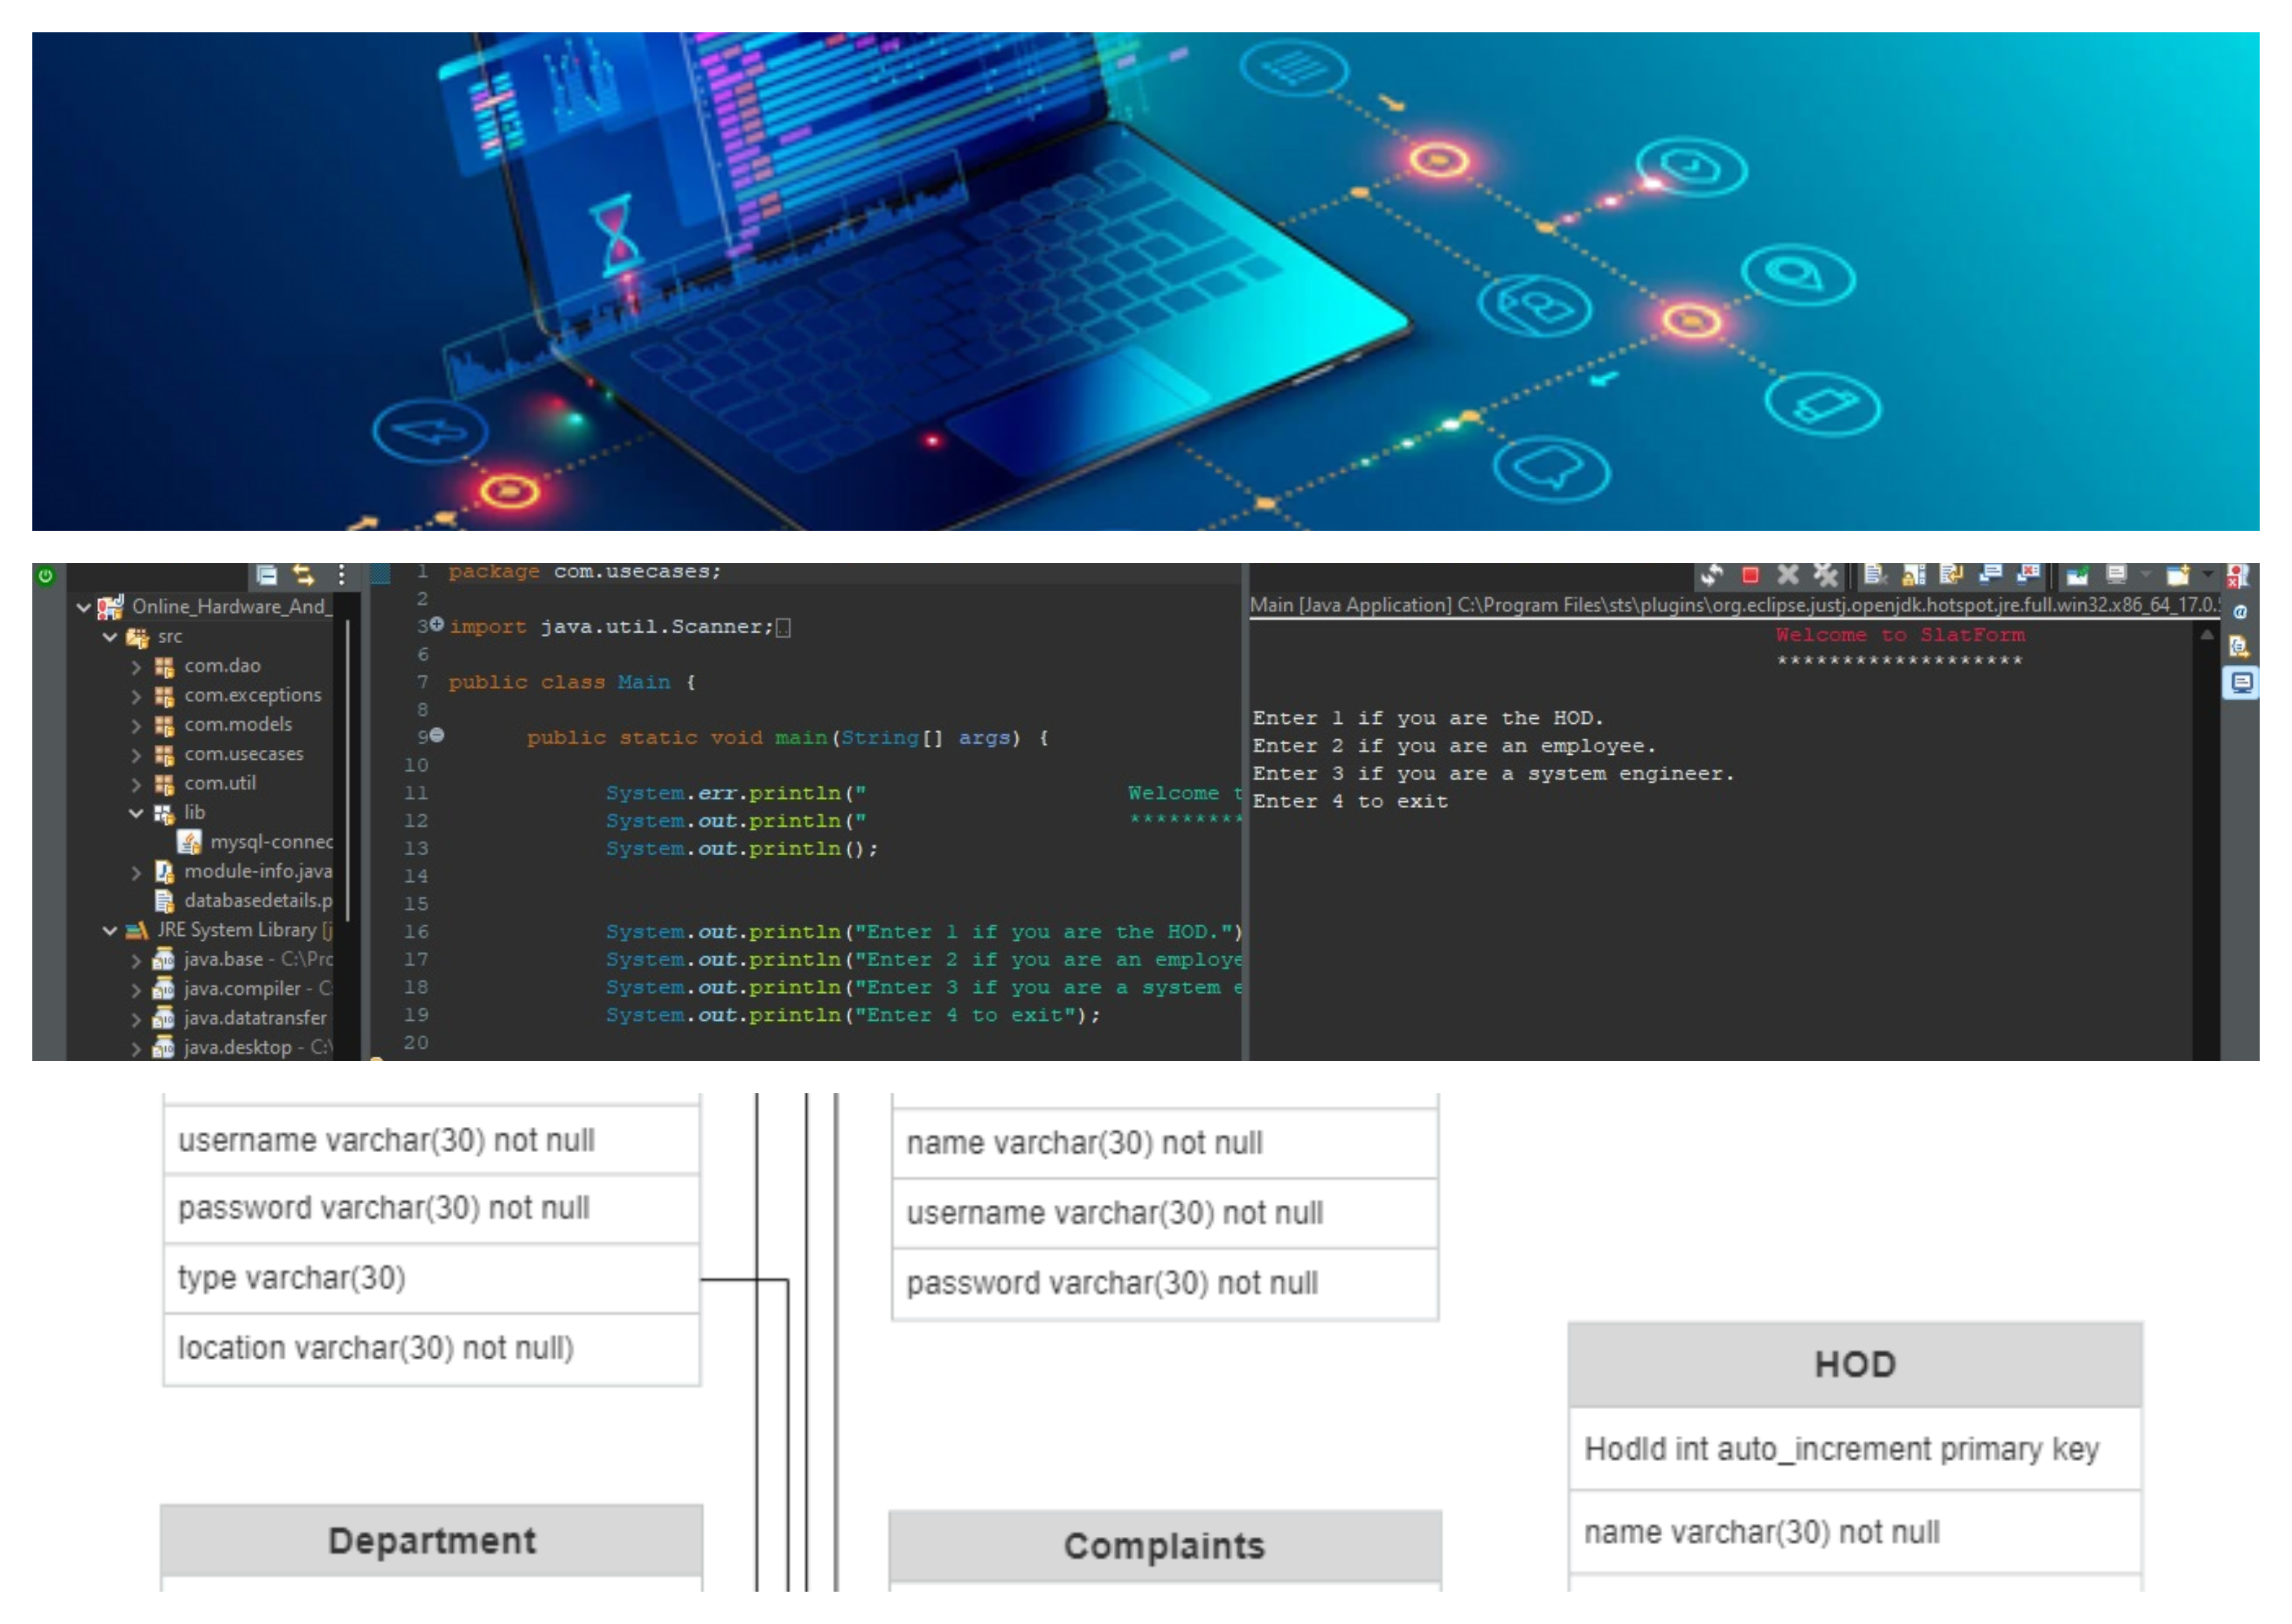 Online_Hardware_And_
src
com.dao
com.exceptions
com.models
com.usecases
com.util
lib
mysql-connec
module-info.java
databasedetails.p
JRE System Library [j
java.base - C:\Pro
java.compiler - C
java.datatransfer
java.desktop - C:\
1 package com.usecases;
2
3 import java.util.Scanner;
6
7 public class Main {
8
9 public static void main(String[] args) {
10
11 System.err.println(" Welcome t
12 System.out.println(" *********
13 System.out.println();
14
15
16 System.out.println("Enter 1 if you are the HOD.")
17 System.out.println("Enter 2 if you are an employe
18 System.out.println("Enter 3 if you are a system e
19 System.out.println("Enter 4 to exit");
20
Main [Java Application] C:\Program Files\sts\plugins\org.eclipse.justj.openjdk.hotspot.jre.full.win32.x86_64_17.0.
Welcome to SlatForm
*******************
Enter 1 if you are the HOD.
Enter 2 if you are an employee.
Enter 3 if you are a system engineer.
Enter 4 to exit
username varchar(30) not null
password varchar(30) not null
type varchar(30)
location varchar(30) not null)
Department
name varchar(30) not null
username varchar(30) not null
password varchar(30) not null
Complaints
HOD
HodId int auto_increment primary key
name varchar(30) not null